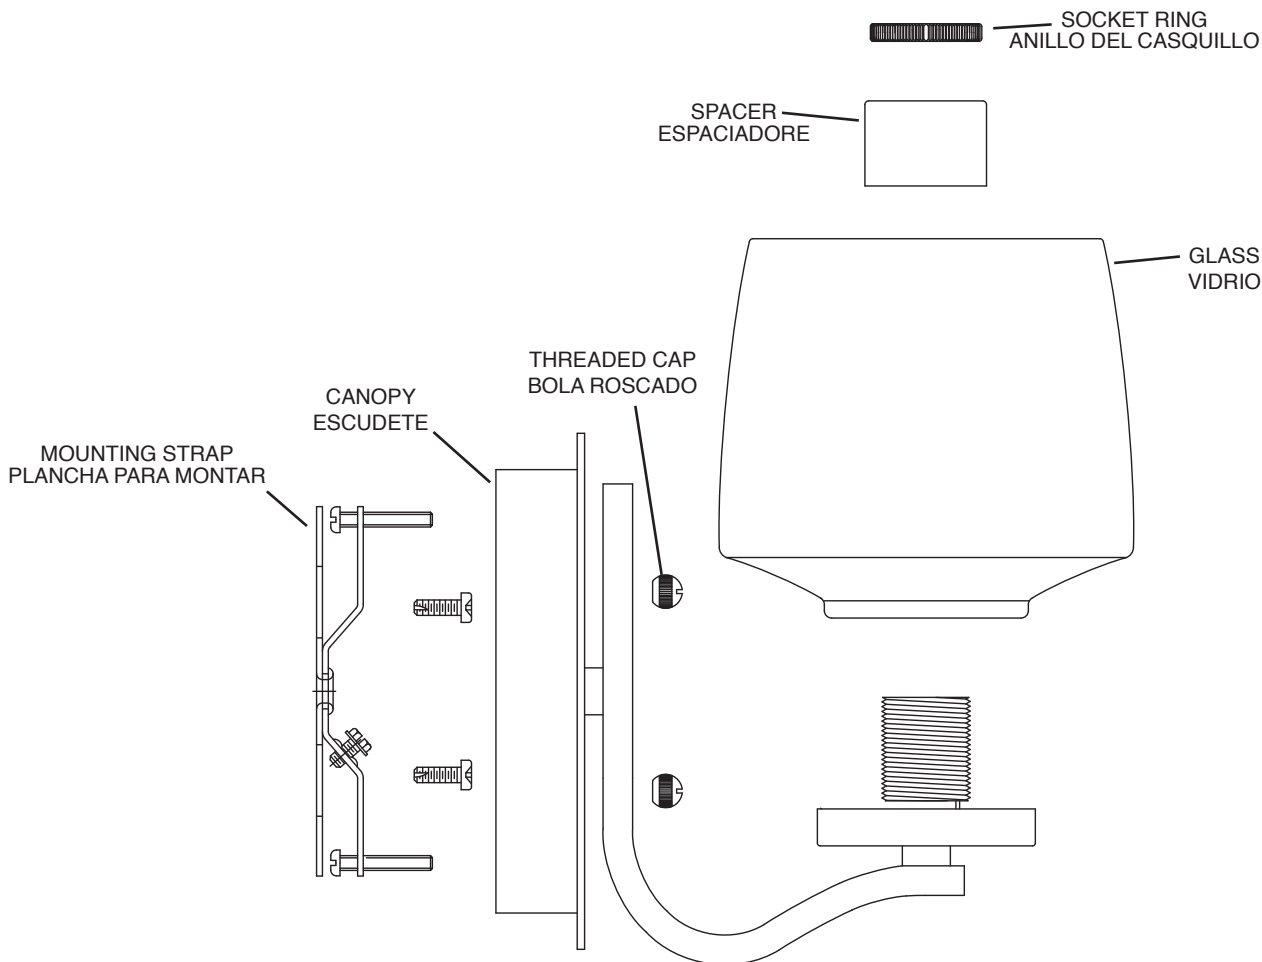 SOCKET RING
ANILLO DEL CASQUILLO
SPACER
ESPACIADORE
GLASS
VIDRIO
THREADED CAP
BOLA ROSCADO
CANOPY
ESCUDETE
MOUNTING STRAP
PLANCHA PARA MONTAR